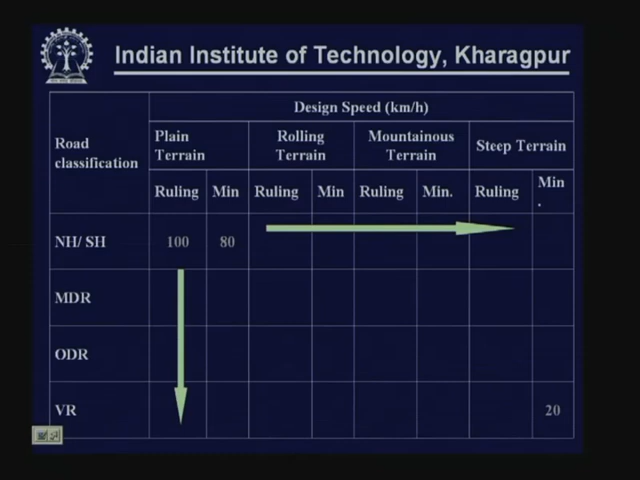 Indian Institute of Technology, Kharagpur
Design Speed (km/h)
Road classification
Plain Terrain
Rolling Terrain
Mountainous Terrain
Steep Terrain
Ruling Min Ruling Min Ruling Min. Ruling Min.
NH/ SH 100 80
MDR
ODR
VR 20